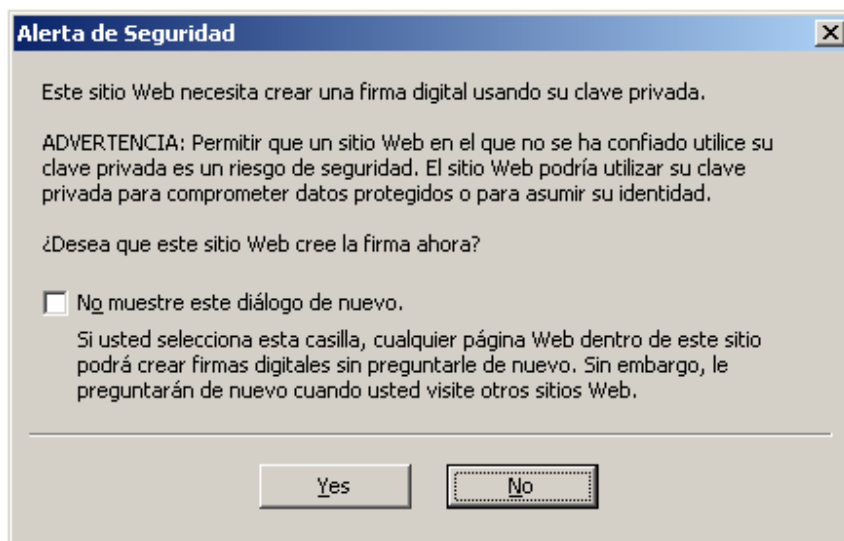 Alerta de Seguridad
Este sitio Web necesita crear una firma digital usando su clave privada.
ADVERTENCIA: Permitir que un sitio Web en el que no se ha confiado utilice su
clave privada es un riesgo de seguridad. El sitio Web podría utilizar su clave
privada para comprometer datos protegidos o para asumir su identidad.
¿Desea que este sitio Web cree la firma ahora?
No muestre este diálogo de nuevo.
Si usted selecciona esta casilla, cualquier página Web dentro de este sitio
podrá crear firmas digitales sin preguntarle de nuevo. Sin embargo, le
preguntarán de nuevo cuando usted visite otros sitios Web.
Yes No